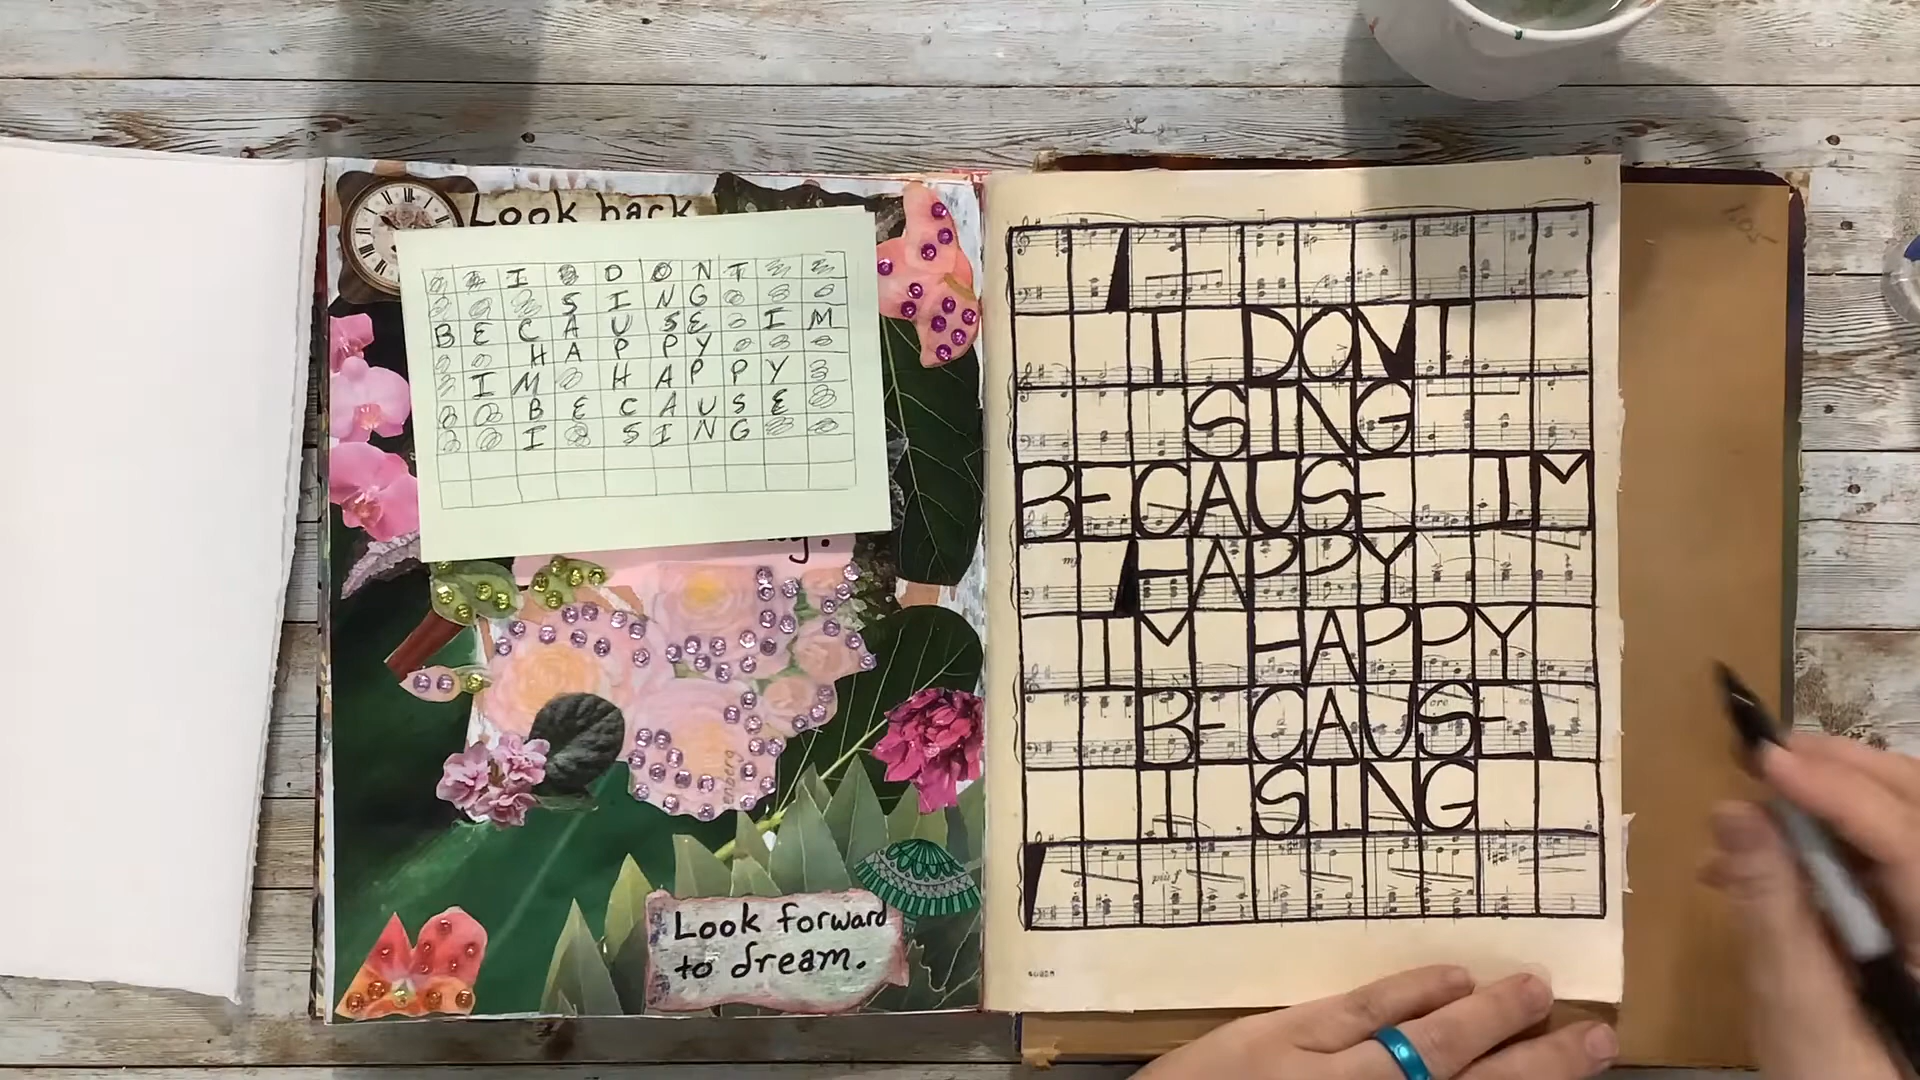 Look back
I DONT
SING
BECAUSE IM
HAPPY
IM HAPPY
BECAUSE
I SING
Look forward
to dream.
I DONT
SING
BECAUSE IM
HAPPY
IM HAPPY
BECAUSE
I SING